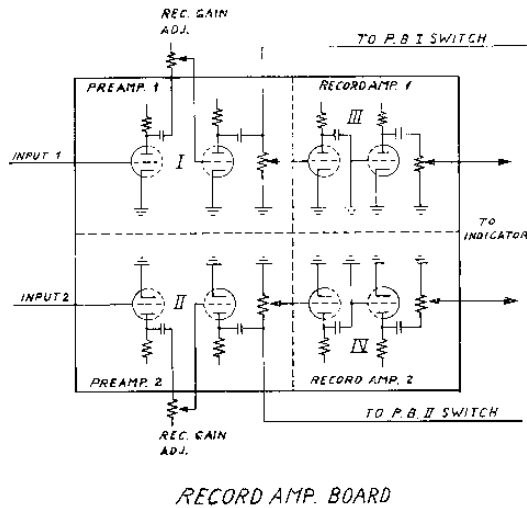 REC. GAIN
ADJ.
TO P.B I SWITCH
PREAMP. 1
RECORD AMP. 1
III
INPUT 1
I
TO
INDICATOR
INPUT 2
II
IV
PREAMP. 2
RECORD AMP. 2
TO P.B. II SWITCH
REC. GAIN
ADJ.
RECORD AMP. BOARD